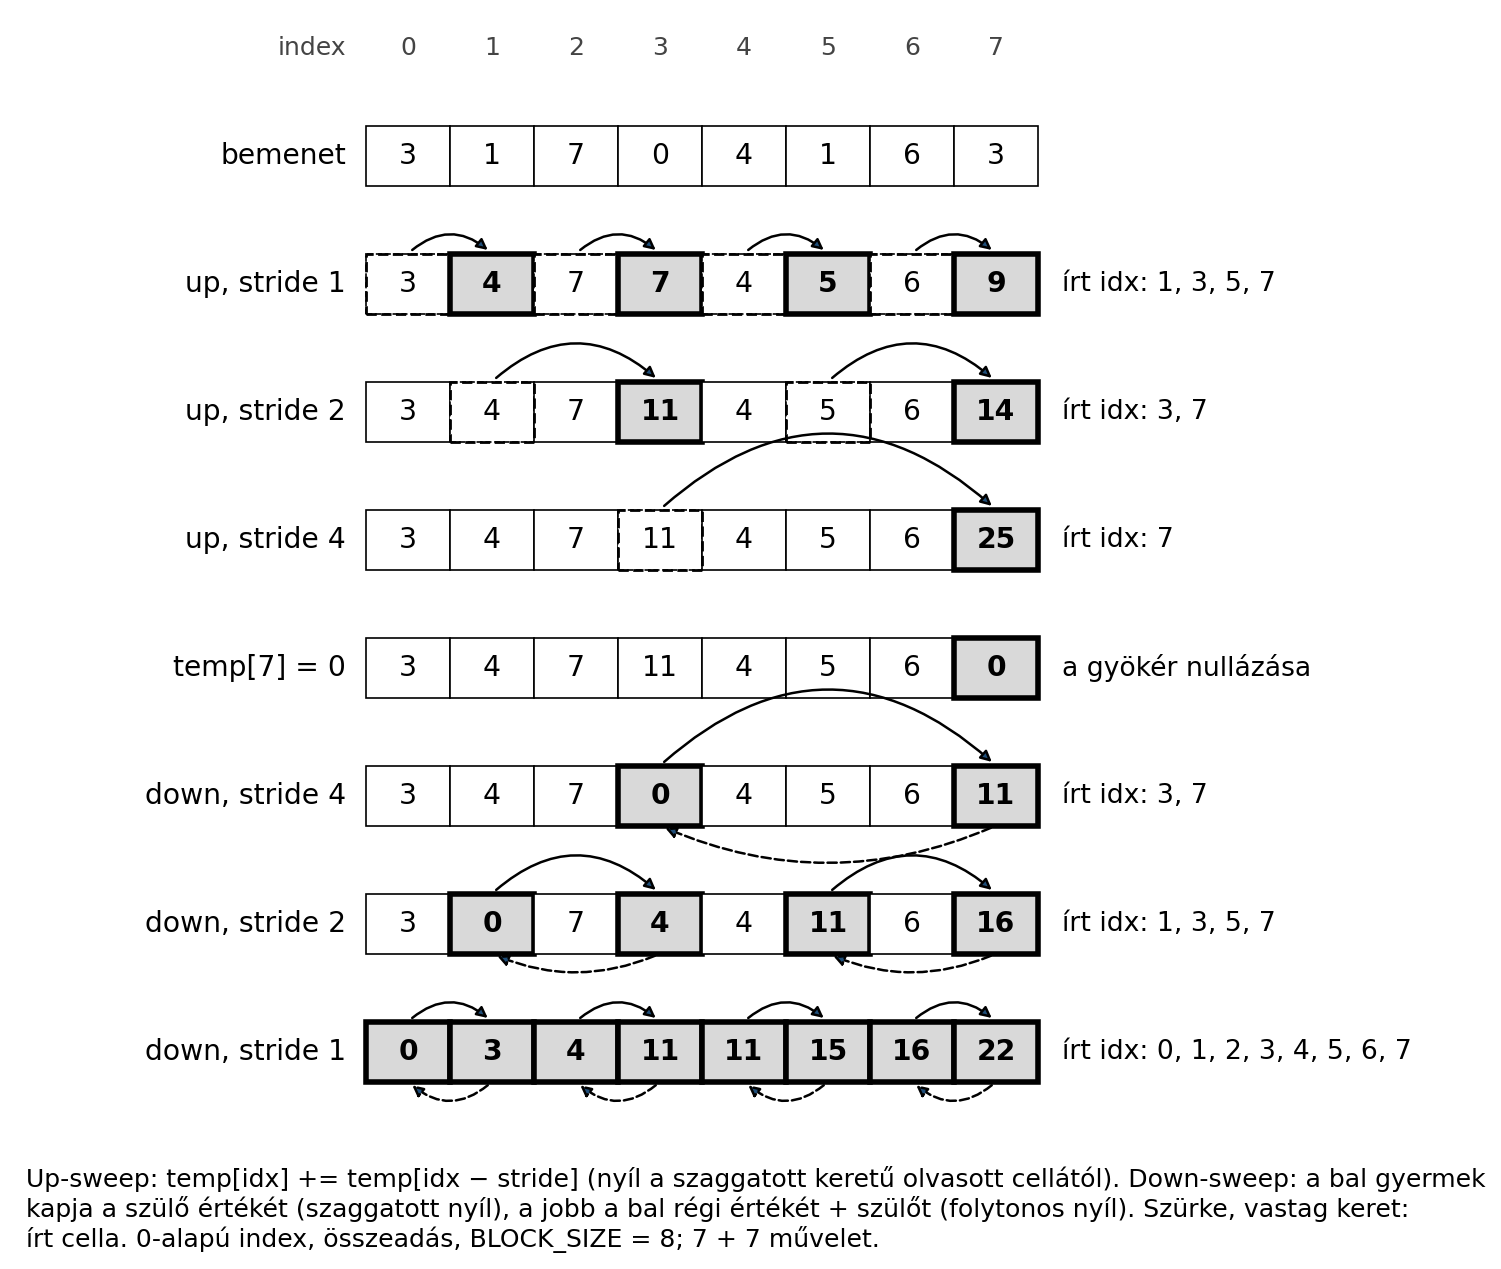 index 0 1 2 3 4 5 6 7
bemenet 3 1 7 0 4 1 6 3
up, stride 1 3 4 7 7 4 5 6 9 írt idx: 1, 3, 5, 7
up, stride 2 3 4 7 11 4 5 6 14 írt idx: 3, 7
up, stride 4 3 4 7 11 4 5 6 25 írt idx: 7
temp[7] = 0 3 4 7 11 4 5 6 0 a gyökér nullázása
down, stride 4 3 4 7 0 4 5 6 11 írt idx: 3, 7
down, stride 2 3 0 7 4 4 11 6 16 írt idx: 1, 3, 5, 7
down, stride 1 0 3 4 11 11 15 16 22 írt idx: 0, 1, 2, 3, 4, 5, 6, 7
Up-sweep: temp[idx] += temp[idx − stride] (nyíl a szaggatott keretű olvasott cellától). Down-sweep: a bal gyermek
kapja a szülő értékét (szaggatott nyíl), a jobb a bal régi értékét + szülőt (folytonos nyíl). Szürke, vastag keret:
írt cella. 0-alapú index, összeadás, BLOCK_SIZE = 8; 7 + 7 művelet.